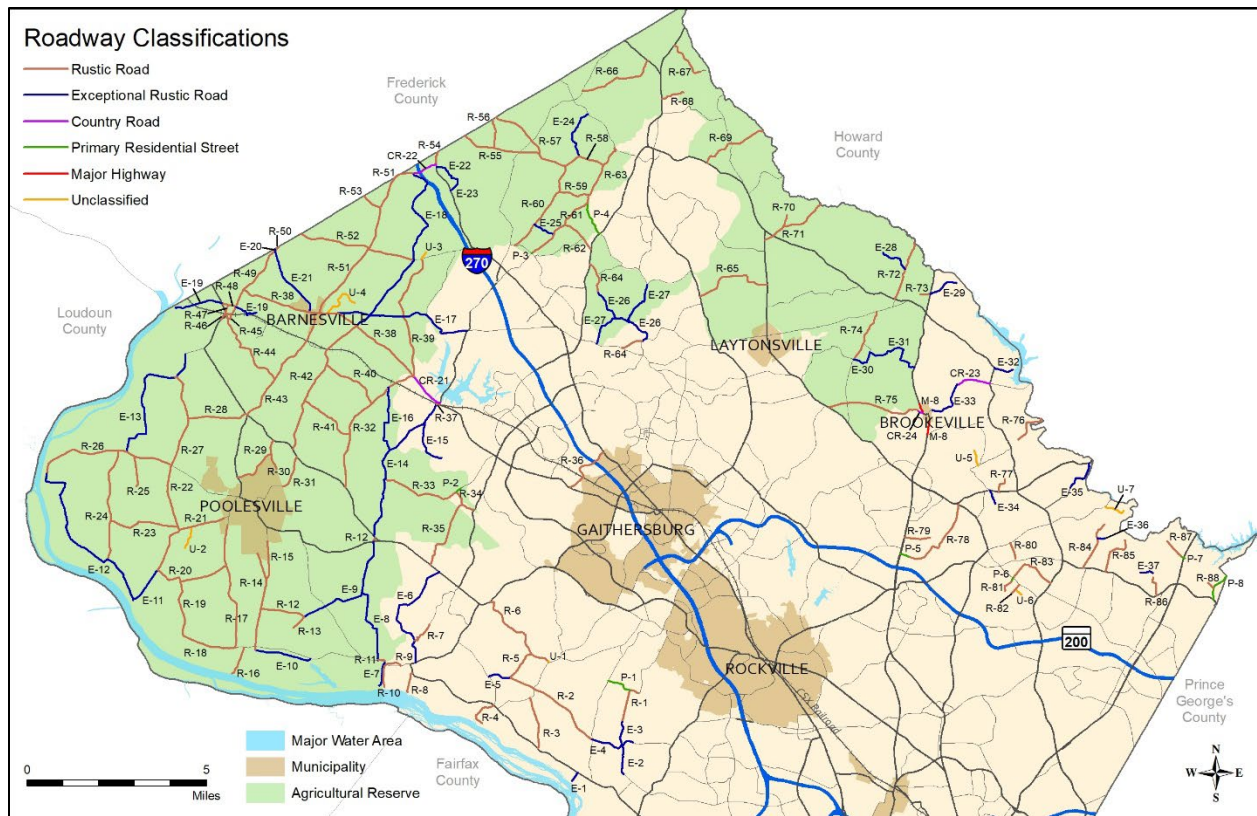 Roadway Classifications
Rustic Road
Exceptional Rustic Road
Country Road
Primary Residential Street
Major Highway
Unclassified
Frederick
County
Howard
County
Loudoun
County
Fairfax
County
Prince
George's
County
R-66
R-67
R-68
R-56
E-24
R-58
R-57
R-69
R-54
CR-22
R-55
E-22
R-51
R-63
E-23
R-59
R-53
R-60
R-61
P-4
R-70
E-18
E-25
R-71
R-50
R-52
U-3
P-3
R-62
E-28
E-20
270
R-72
R-65
R-64
E-19
R-49
E-21
R-51
R-48
R-38
U-4
E-26
E-27
R-73
E-29
E-19
R-47
R-46
BARNESVILLE
E-17
E-27
E-26
R-74
R-45
R-38
R-39
LAYTONSVILLE
R-44
R-64
E-31
E-30
E-32
R-42
R-40
CR-21
CR-23
R-43
R-75
M-8
E-33
E-13
R-28
E-16
R-37
BROOKEVILLE
R-76
R-41
R-32
CR-24
M-8
R-26
R-27
R-29
E-15
U-5
R-36
E-14
R-30
R-77
R-25
R-22
R-31
R-33
P-2
R-34
E-35
U-7
POOLESVILLE
E-34
R-24
R-21
GAITHERSBURG
R-23
R-35
R-79
R-78
E-36
R-12
U-2
R-15
P-5
R-80
R-84
R-85
R-87
P-7
E-12
R-20
P-6
R-83
E-37
R-88
P-8
R-14
E-9
R-81
E-11
E-6
R-82
U-6
R-86
R-19
R-17
R-12
E-8
R-6
R-13
R-7
200
R-18
R-11
R-9
R-5
U-1
ROCKVILLE
R-16
E-10
E-7
E-5
R-10
R-8
P-1
R-2
R-1
R-4
CSX Railroad
R-3
E-3
E-4
E-2
E-1
Major Water Area
Municipality
Agricultural Reserve
0
5
Miles
N
W
E
S